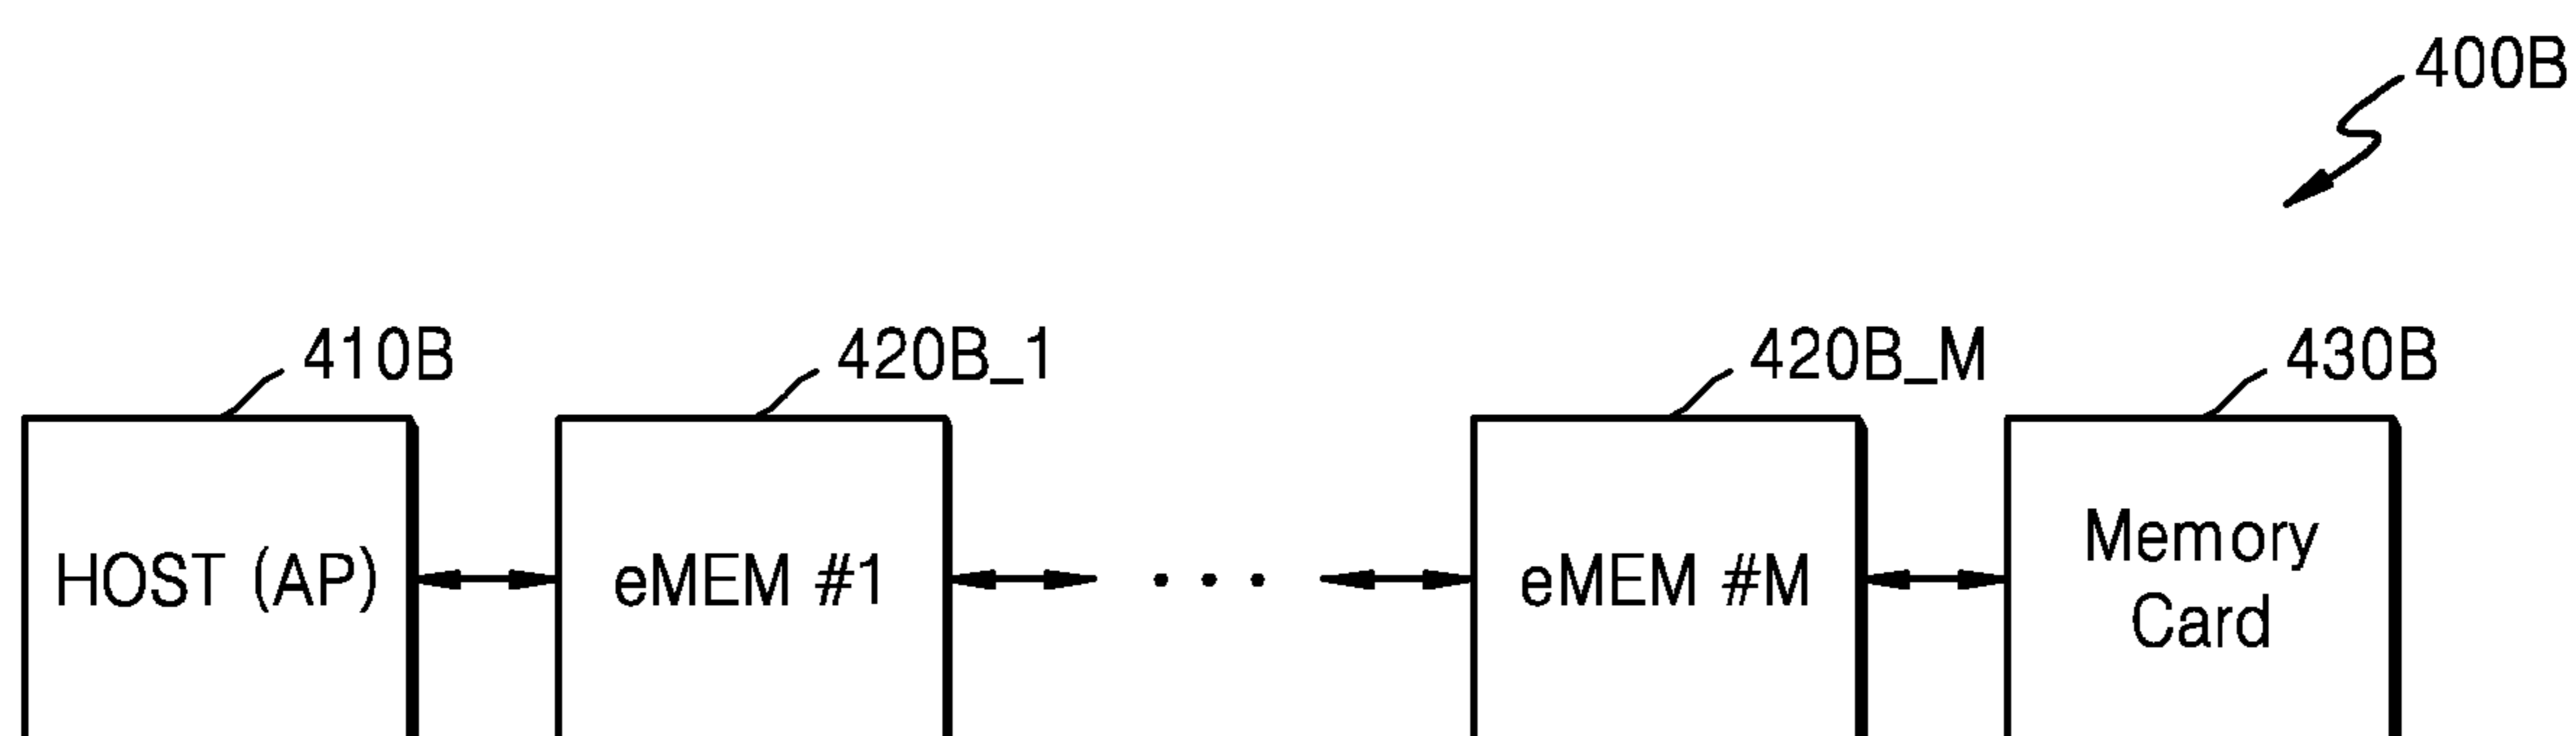 400B
410B
420B_1
420B_M
430B
HOST (AP)
eMEM #1
. . .
eMEM #M
Memory
Card